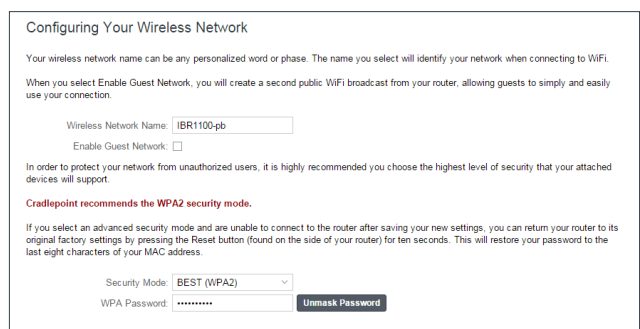 Configuring Your Wireless Network
Your wireless network name can be any personalized word or phase. The name you select will identify your network when connecting to WiFi.
When you select Enable Guest Network, you will create a second public WiFi broadcast from your router, allowing guests to simply and easily
use your connection.
Wireless Network Name: IBR1100-pb
Enable Guest Network:
In order to protect your network from unauthorized users, it is highly recommended you choose the highest level of security that your attached
devices will support.
Cradlepoint recommends the WPA2 security mode.
If you select an advanced security mode and are unable to connect to the router after saving your new settings, you can return your router to its
original factory settings by pressing the Reset button (found on the side of your router) for ten seconds. This will restore your password to the
last eight characters of your MAC address.
Security Mode: BEST (WPA2)
WPA Password: •••••••••• Unmask Password